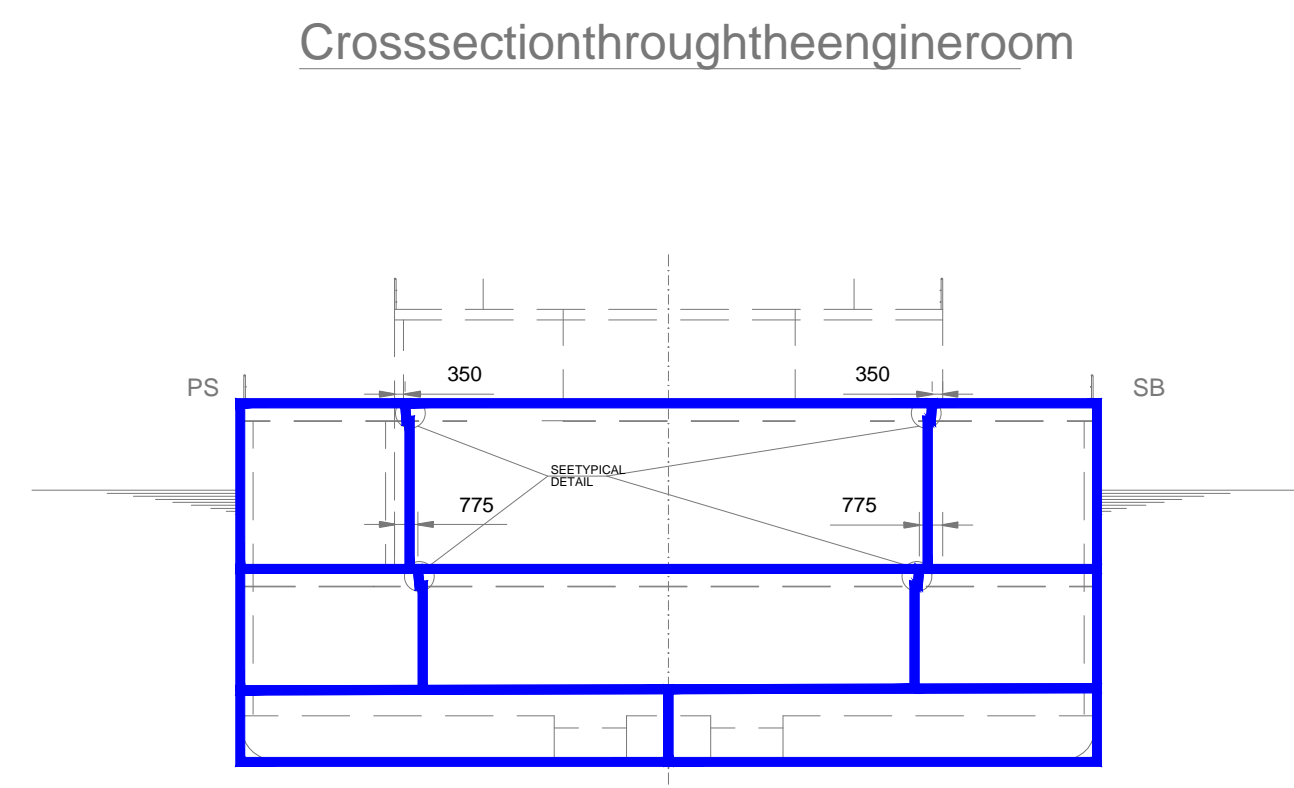 Crosssectionthroughtheengineroom
350
350
PS
SB
SEETYPICAL
DETAIL
775
775